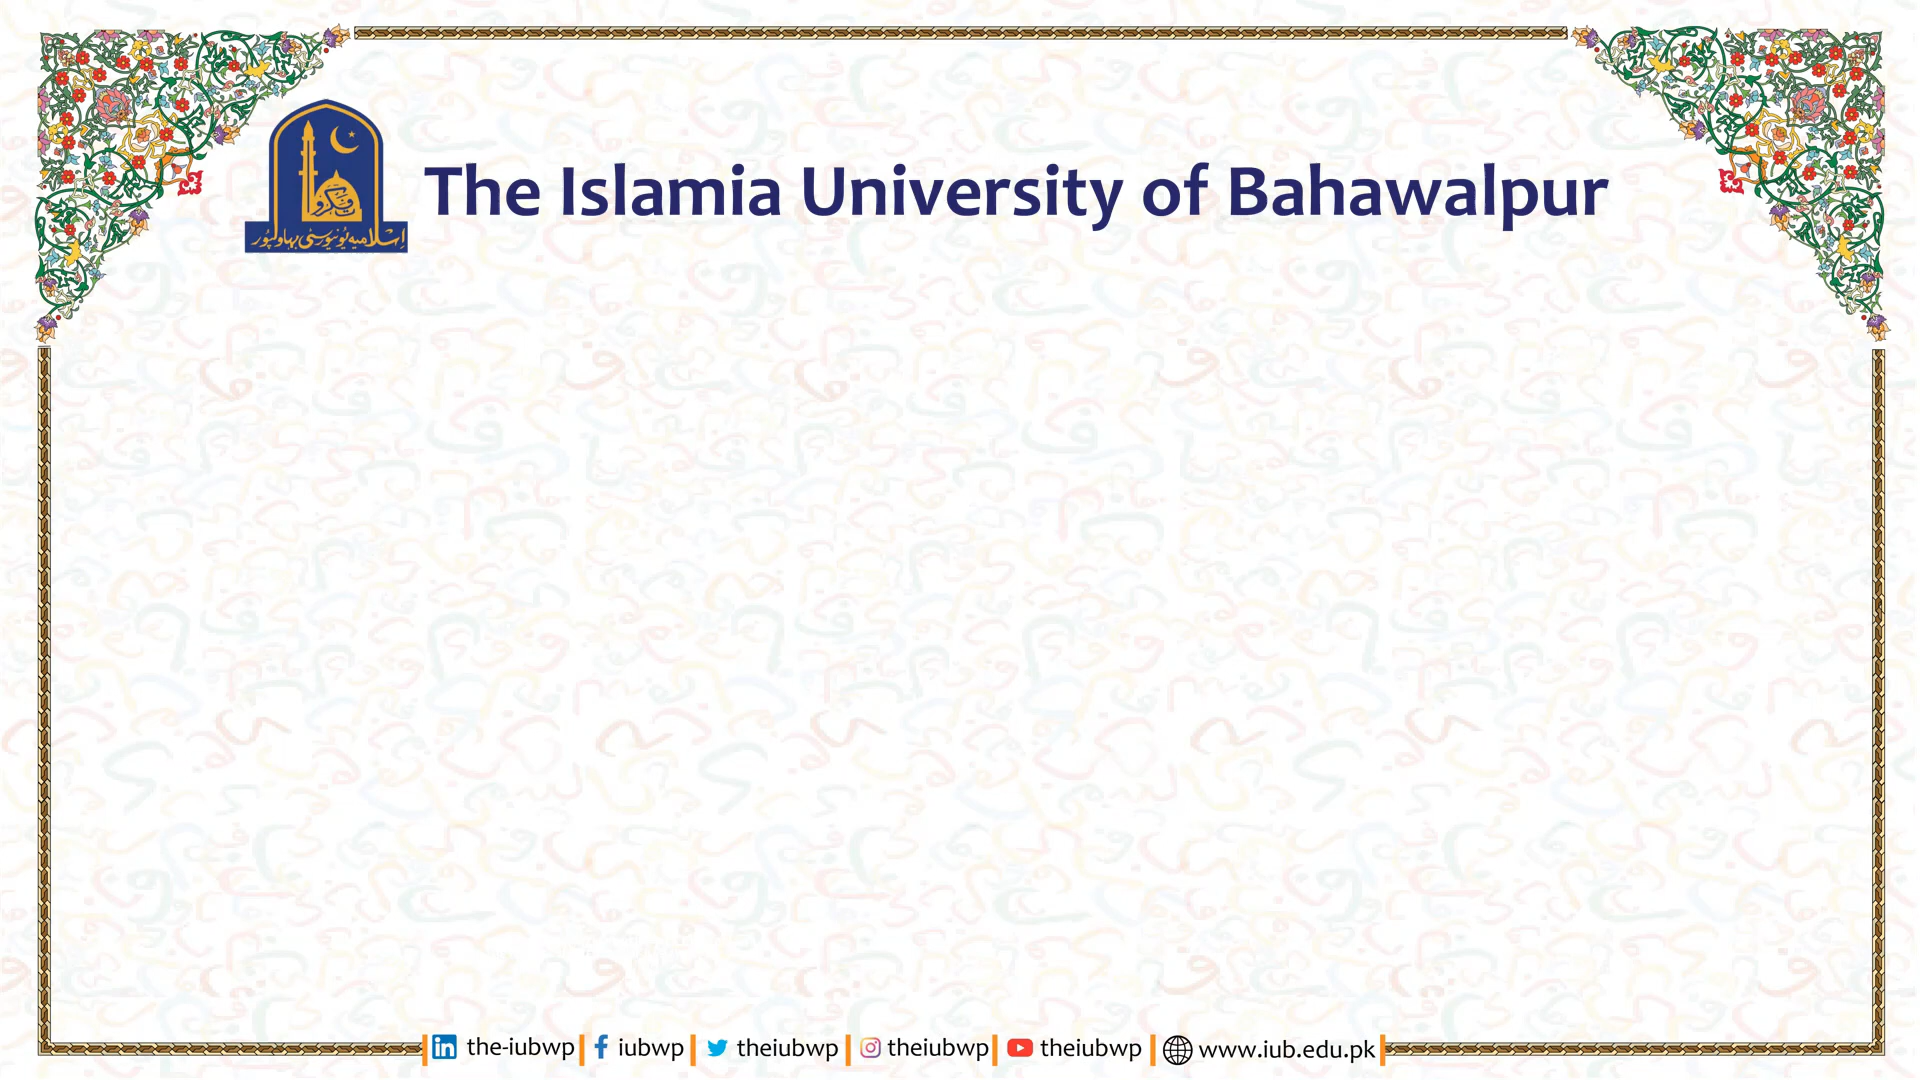 The Islamia University of Bahawalpur
اسلامیہ یونیورسٹی بہاولپور
the-iubwp iubwp theiubwp theiubwp theiubwp www.iub.edu.pk